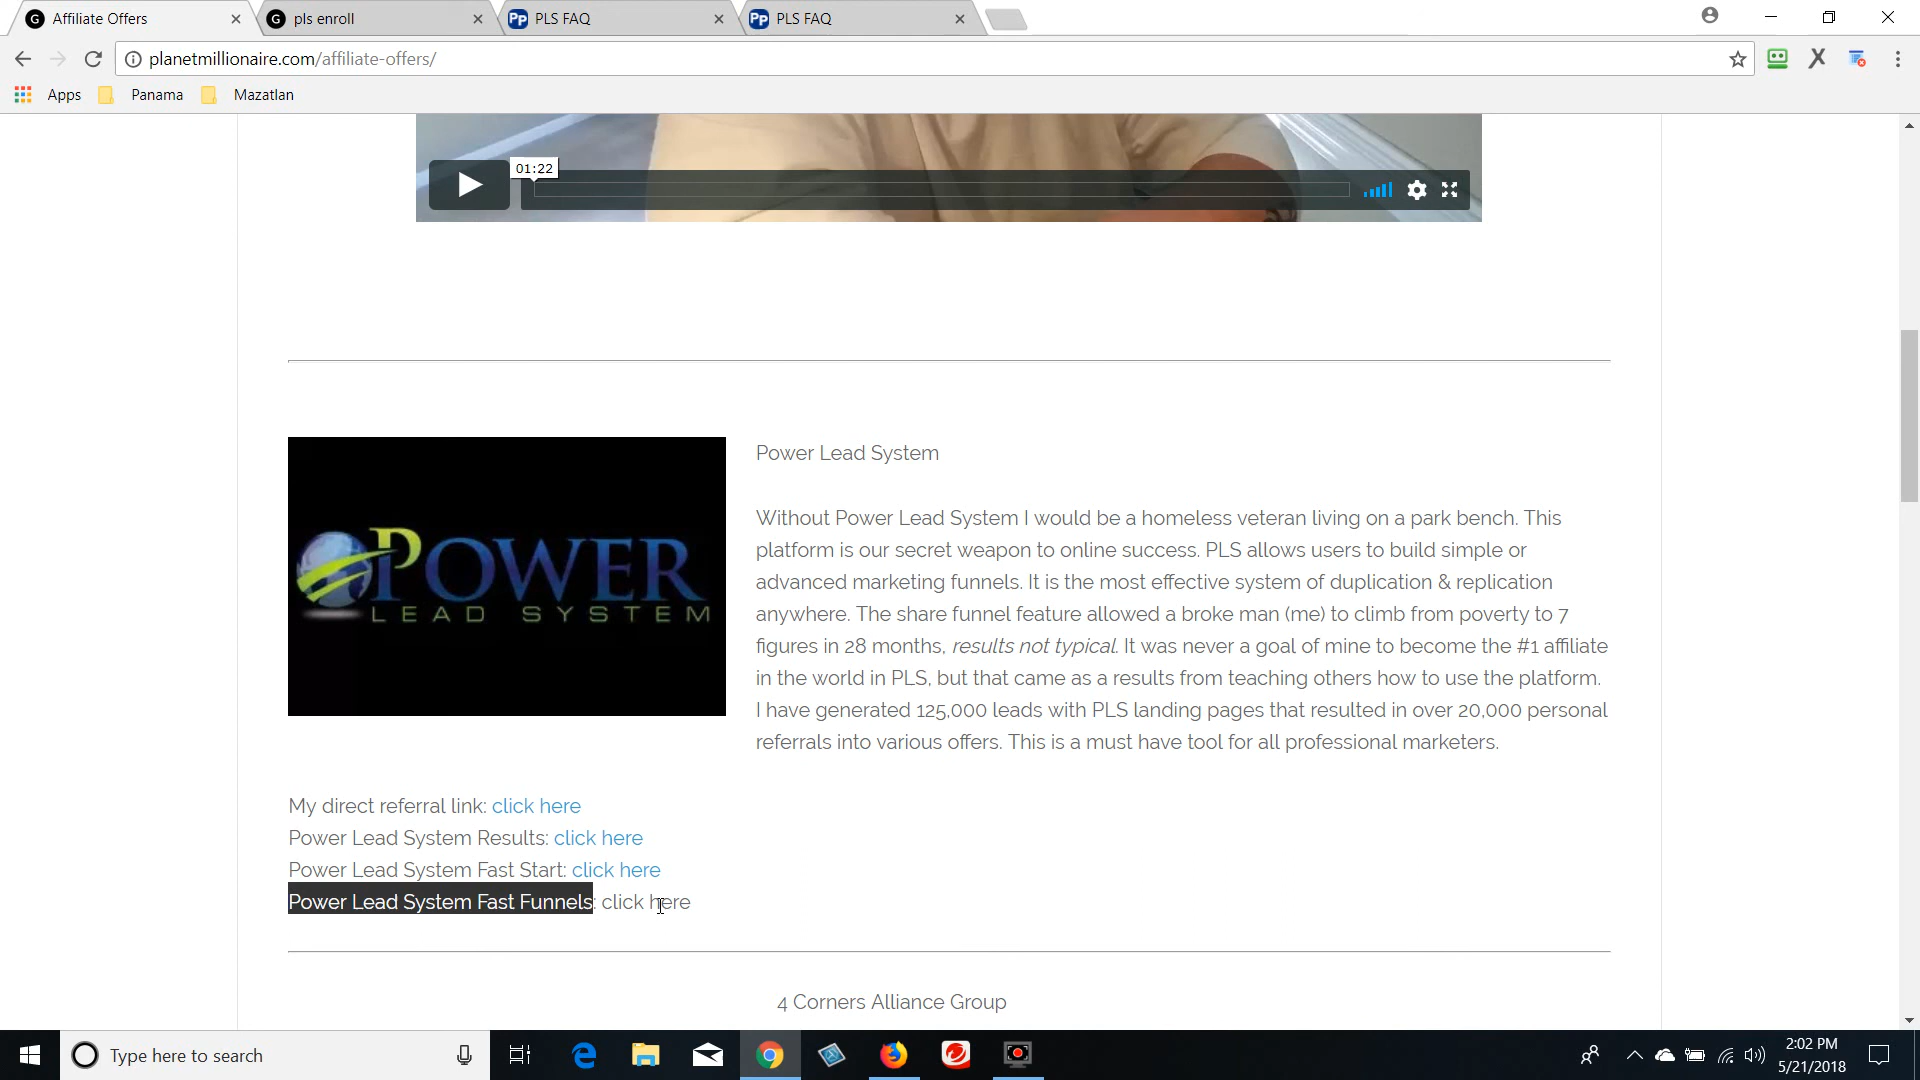 Affiliate Offers
pls enroll
PLS FAQ
PLS FAQ
planetmillionaire.com/affiliate-offers/
Apps
Panama
Mazatlan
01:22
POWER
LEAD SYSTEM
Power Lead System
Without Power Lead System I would be a homeless veteran living on a park bench. This
platform is our secret weapon to online success. PLS allows users to build simple or
advanced marketing funnels. It is the most effective system of duplication & replication
anywhere. The share funnel feature allowed a broke man (me) to climb from poverty to 7
figures in 28 months, results not typical. It was never a goal of mine to become the #1 affiliate
in the world in PLS, but that came as a results from teaching others how to use the platform.
I have generated 125,000 leads with PLS landing pages that resulted in over 20,000 personal
referrals into various offers. This is a must have tool for all professional marketers.
My direct referral link: click here
Power Lead System Results: click here
Power Lead System Fast Start: click here
Power Lead System Fast Funnels: click here
4 Corners Alliance Group
Type here to search
2:02 PM
5/21/2018